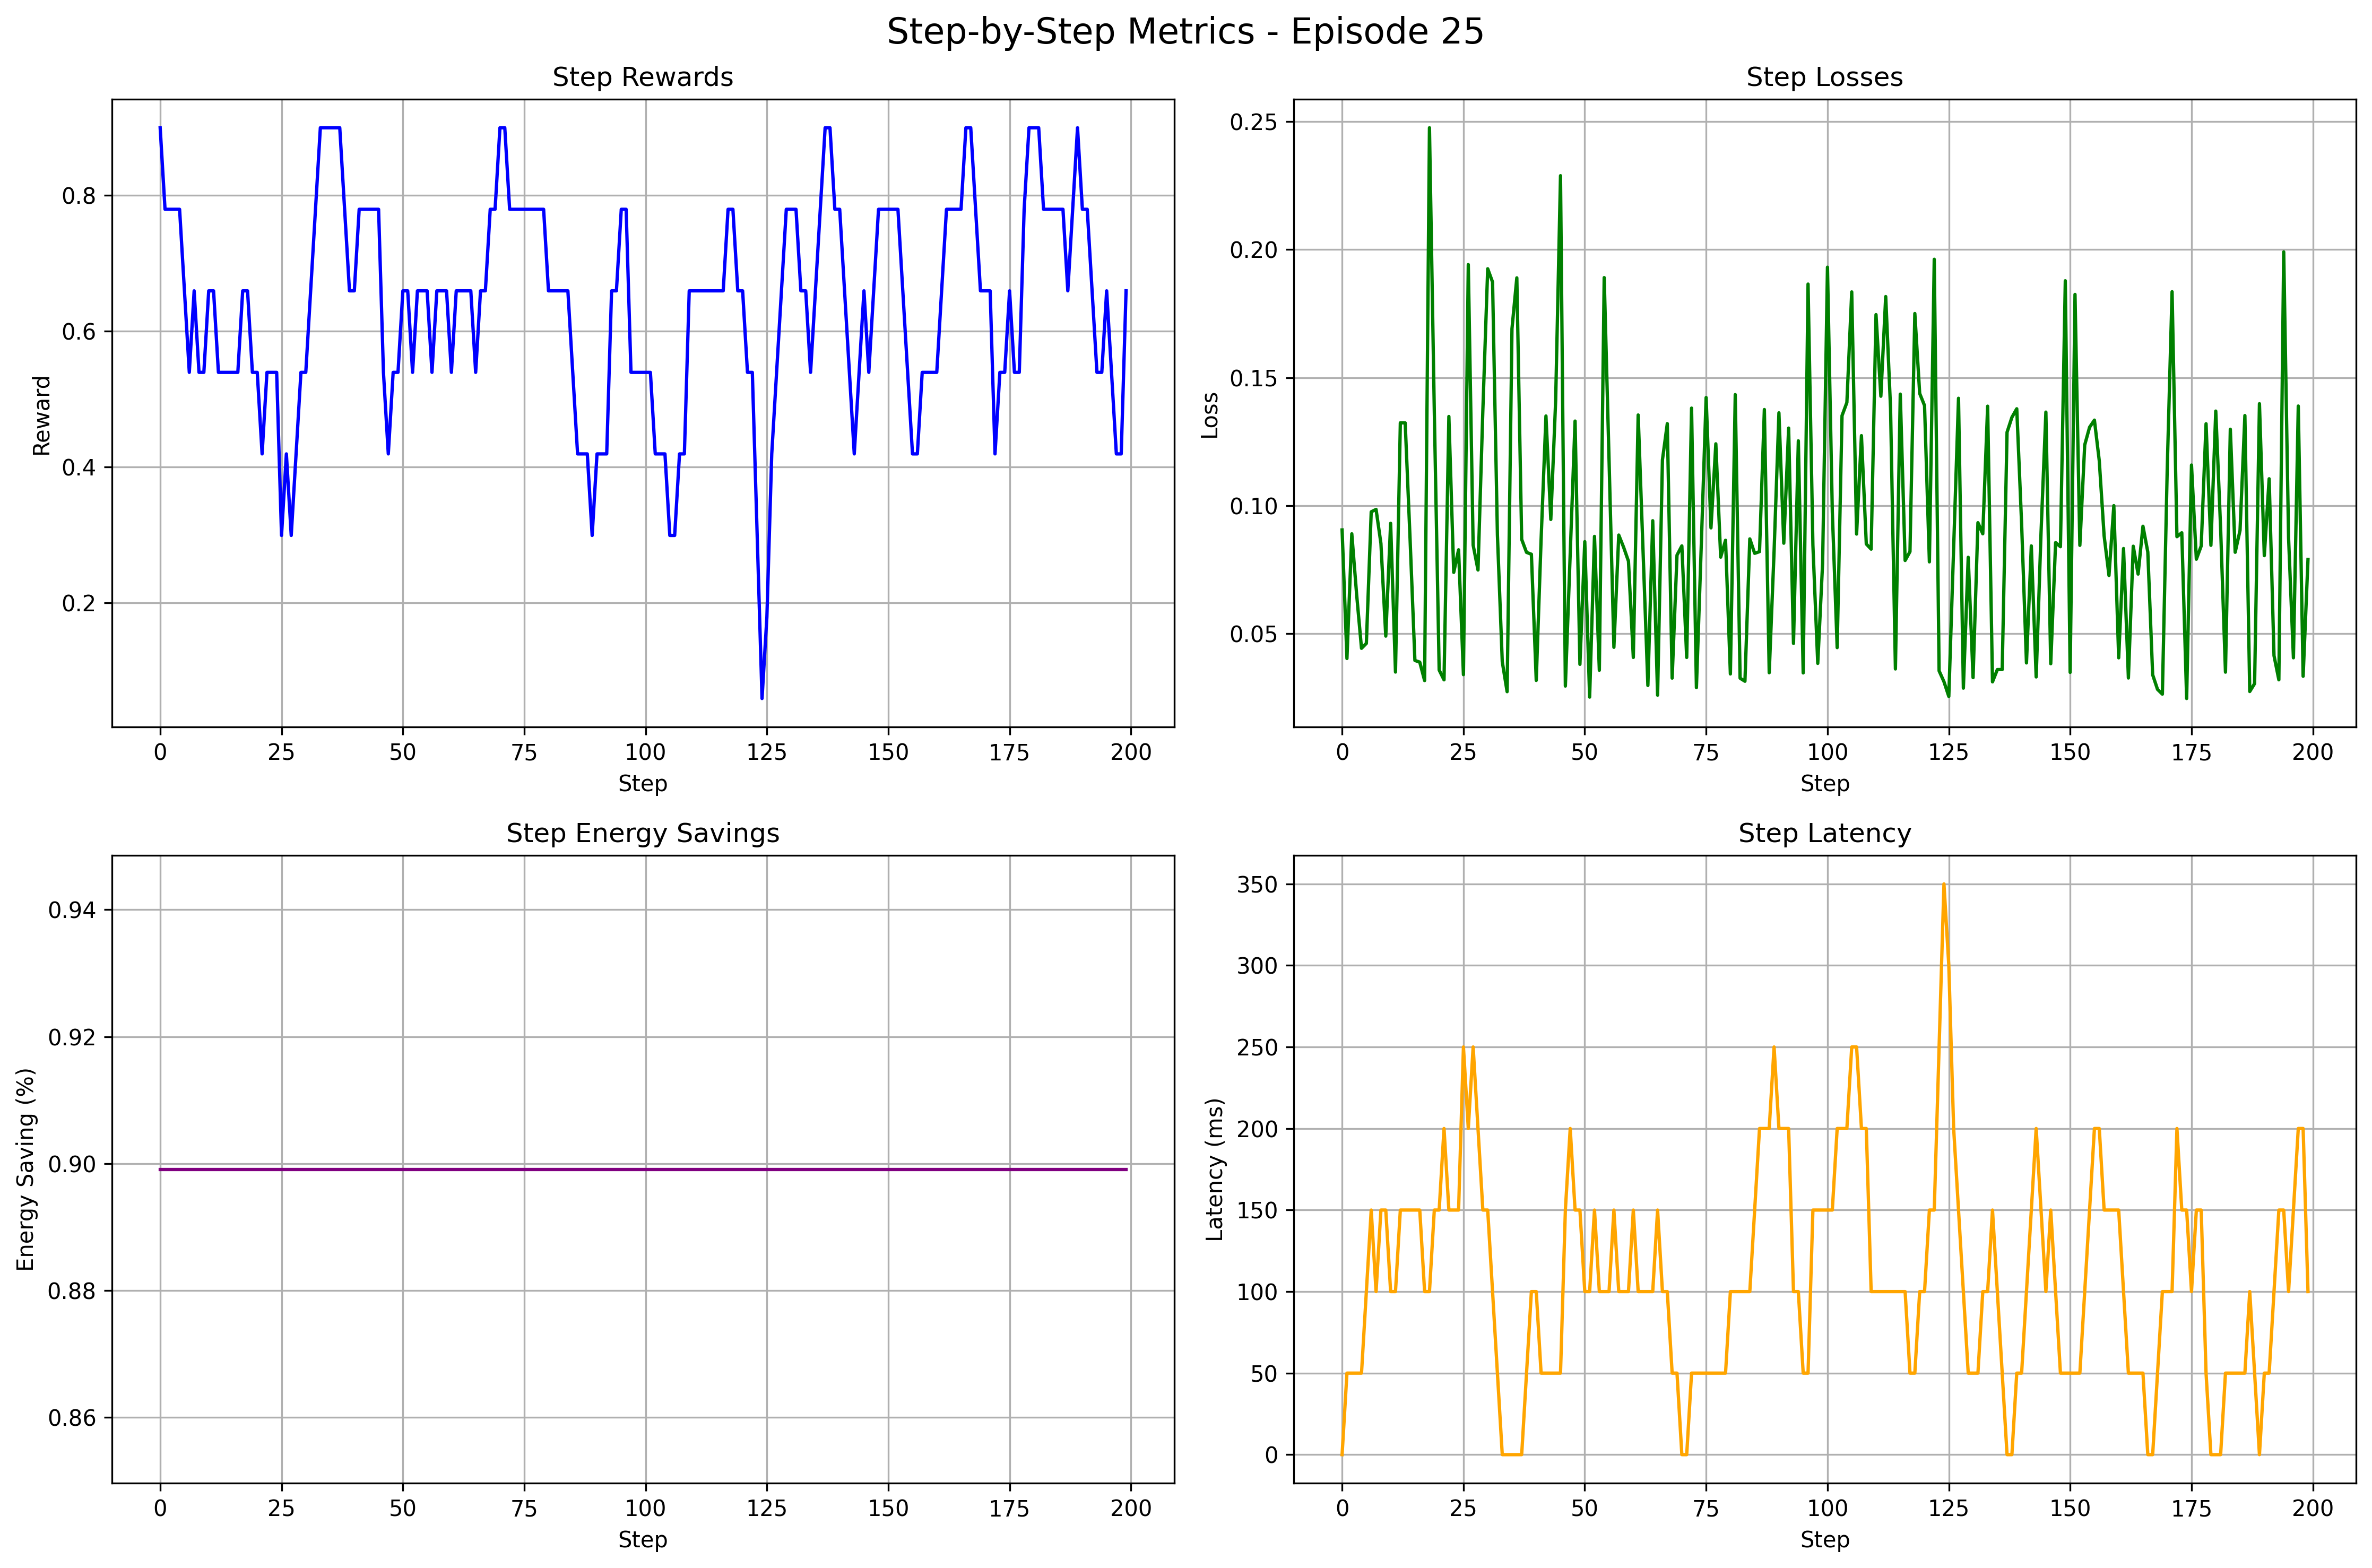 Step-by-Step Metrics - Episode 25
Step Rewards
Reward
0.8
0.6
0.4
0.2
0 25 50 75 100 125 150 175 200
Step
Step Losses
Loss
0.25
0.20
0.15
0.10
0.05
0 25 50 75 100 125 150 175 200
Step
Step Energy Savings
Energy Saving (%)
0.94
0.92
0.90
0.88
0.86
0 25 50 75 100 125 150 175 200
Step
Step Latency
Latency (ms)
350
300
250
200
150
100
50
0
0 25 50 75 100 125 150 175 200
Step